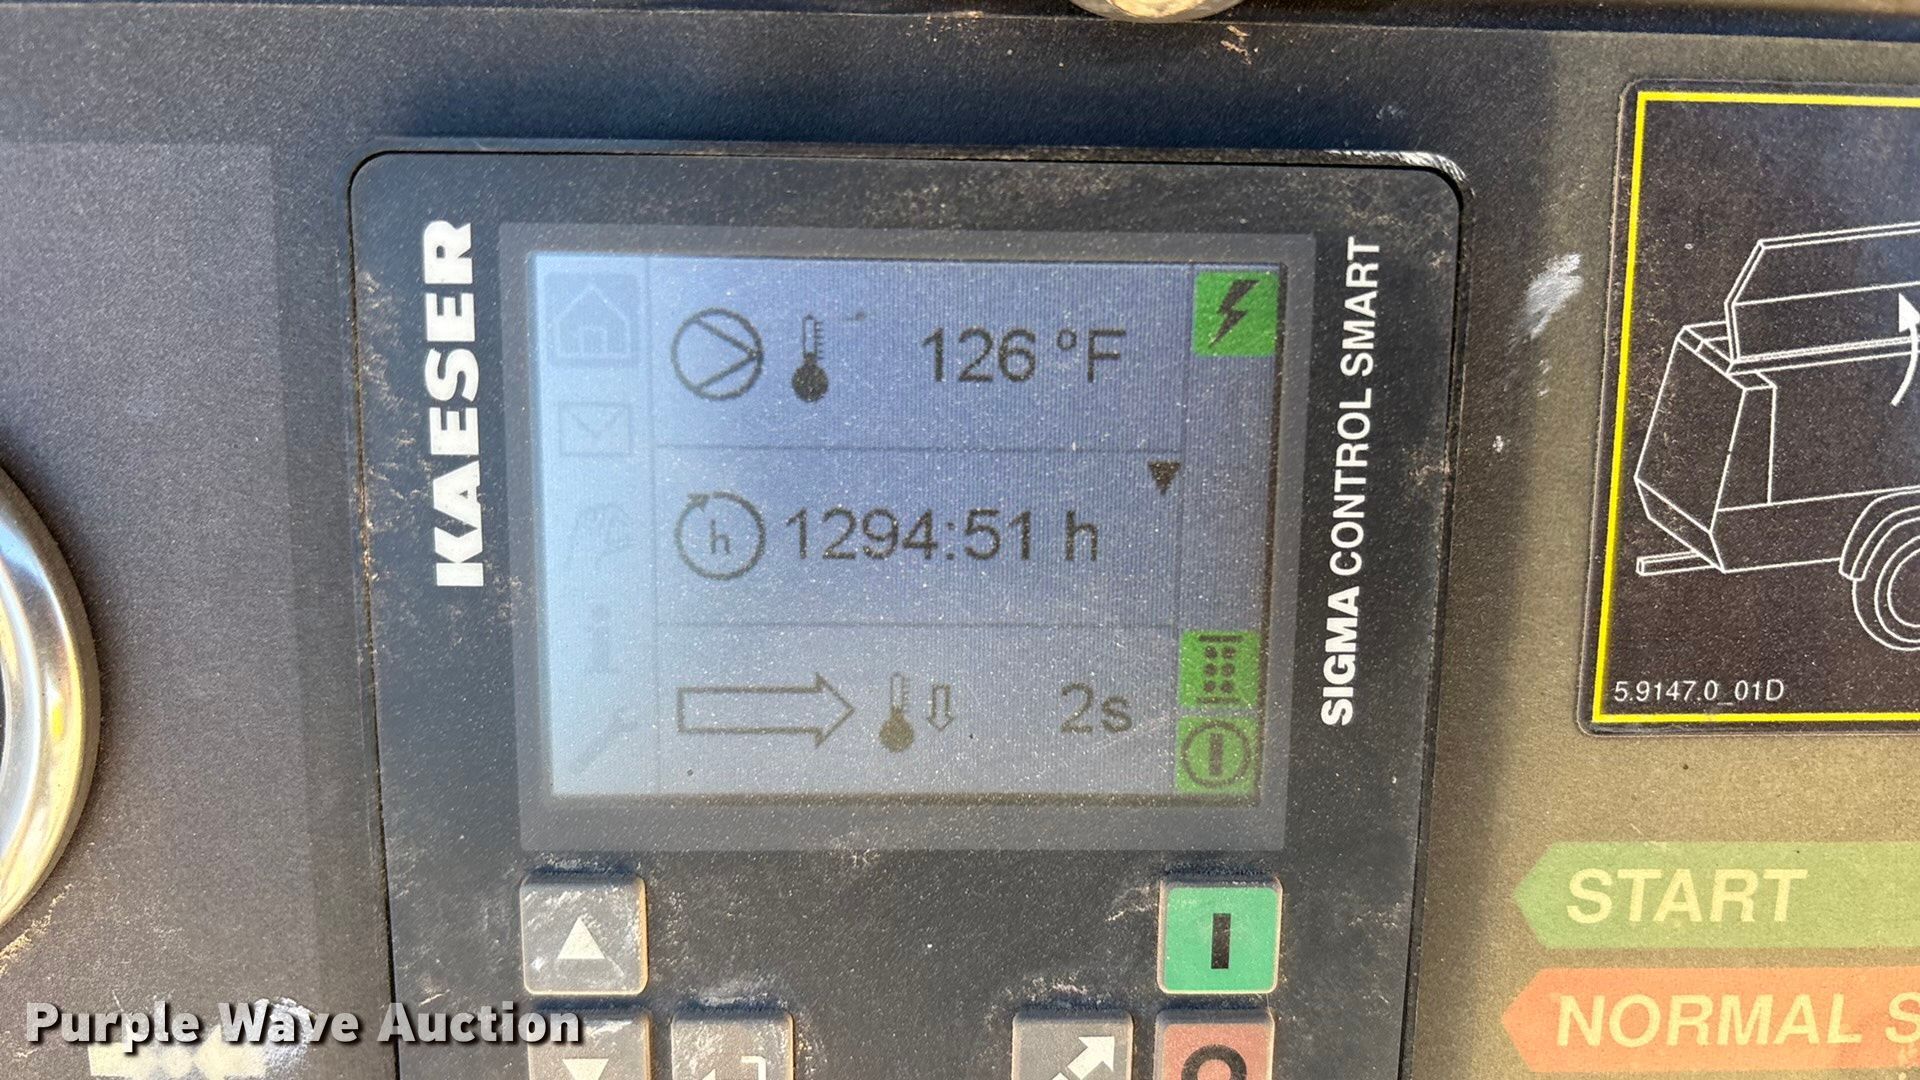 KAESER
SIGMA CONTROL SMART
126 °F
h 1294:51 h
2s
i
5.9147.0_01D
START
NORMAL S
Purple Wave Auction